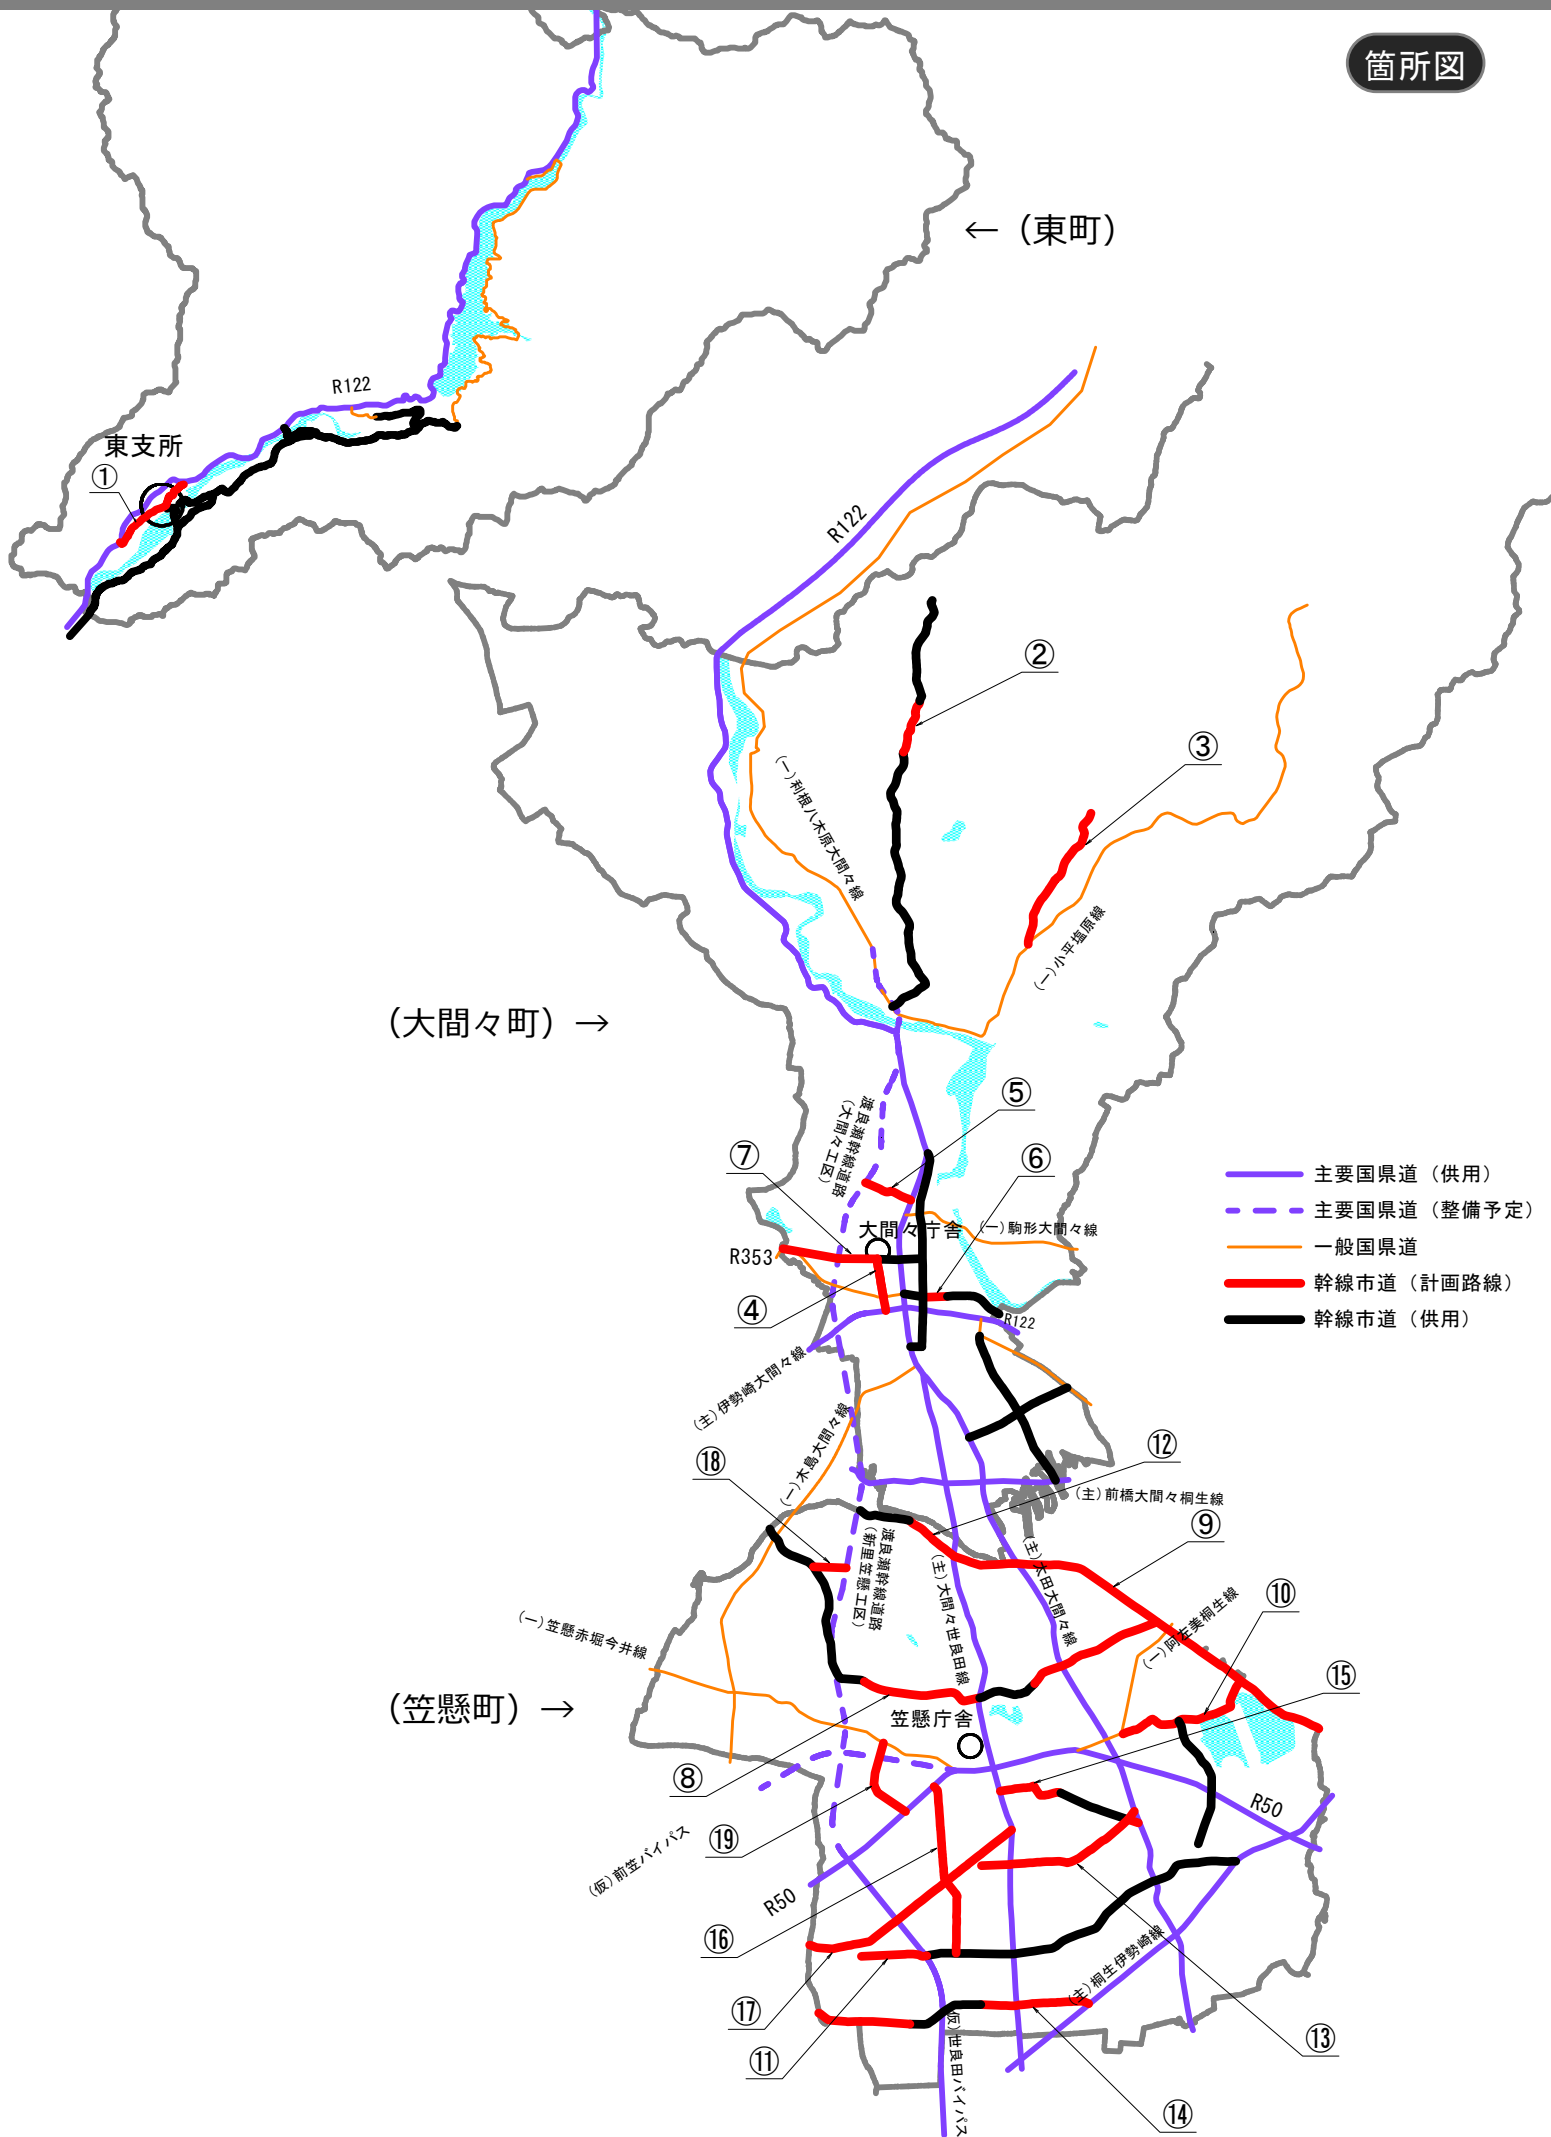 箇所図
←（東町）
R122
東支所
①
R122
②
③
(一)利根八木原大間々線
(一)小平塩原線
（大間々町）→
渡良瀬幹線道路
(大間々工区)
⑤
⑦
⑥
大間々庁舎
(一)駒形大間々線
R353
④
R122
主要国県道（供用）
主要国県道（整備予定）
一般国県道
幹線市道（計画路線）
幹線市道（供用）
(主)伊勢崎大間々線
(一)木島大間々線
⑱
⑫
(主)前橋大間々桐生線
⑨
渡良瀬幹線道路
(新里笠懸工区)
(主)大間々世良田線
(主)太田大間々線
⑩
(一)阿左美桐生線
(一)笠懸赤堀今井線
⑮
（笠懸町）→
笠懸庁舎
⑧
R50
⑲
(仮)前笠バイパス
R50
⑯
(主)桐生伊勢崎線
⑰
⑪
(仮)世良田バイパス
⑬
⑭